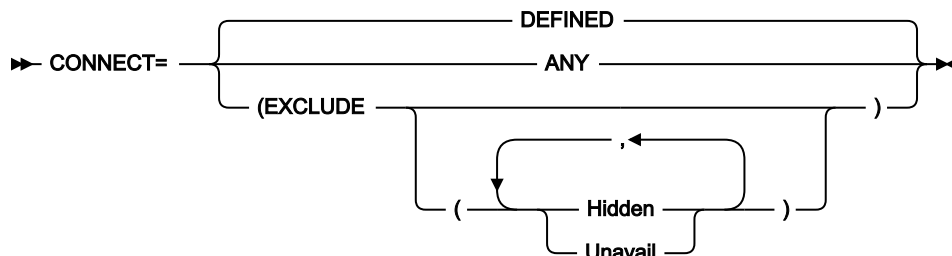 DEFINED
CONNECT= ANY
(EXCLUDE )
,
( Hidden )
Unavail